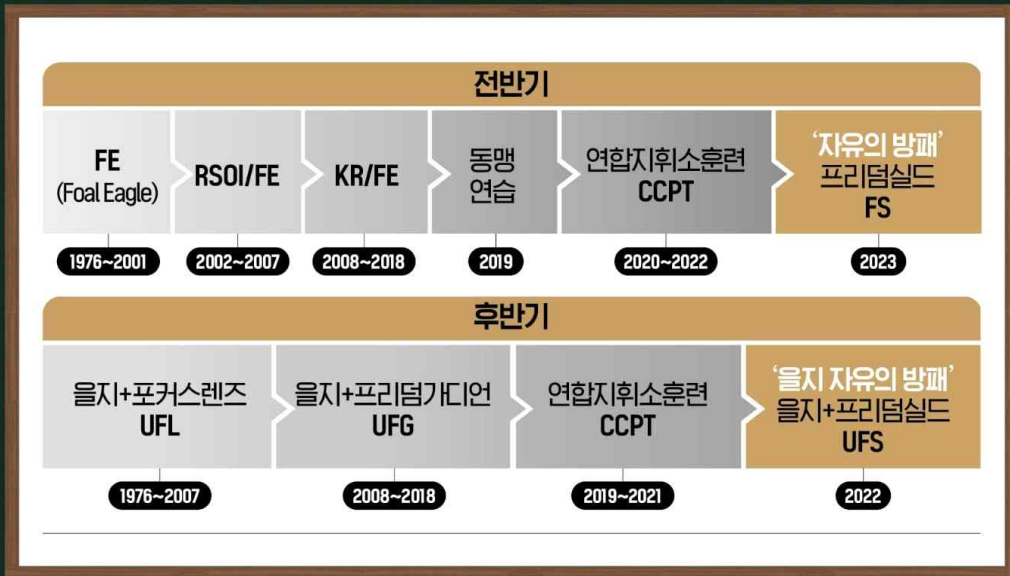 전반기
FE
(Foal Eagle)
RSOI/FE
KR/FE
동맹
연습
연합지휘소훈련
CCPT
‘자유의 방패’
프리덤실드
FS
1976~2001
2002~2007
2008~2018
2019
2020~2022
2023
후반기
을지+포커스렌즈
UFL
을지+프리덤가디언
UFG
연합지휘소훈련
CCPT
‘을지 자유의 방패’
을지+프리덤실드
UFS
1976~2007
2008~2018
2019~2021
2022